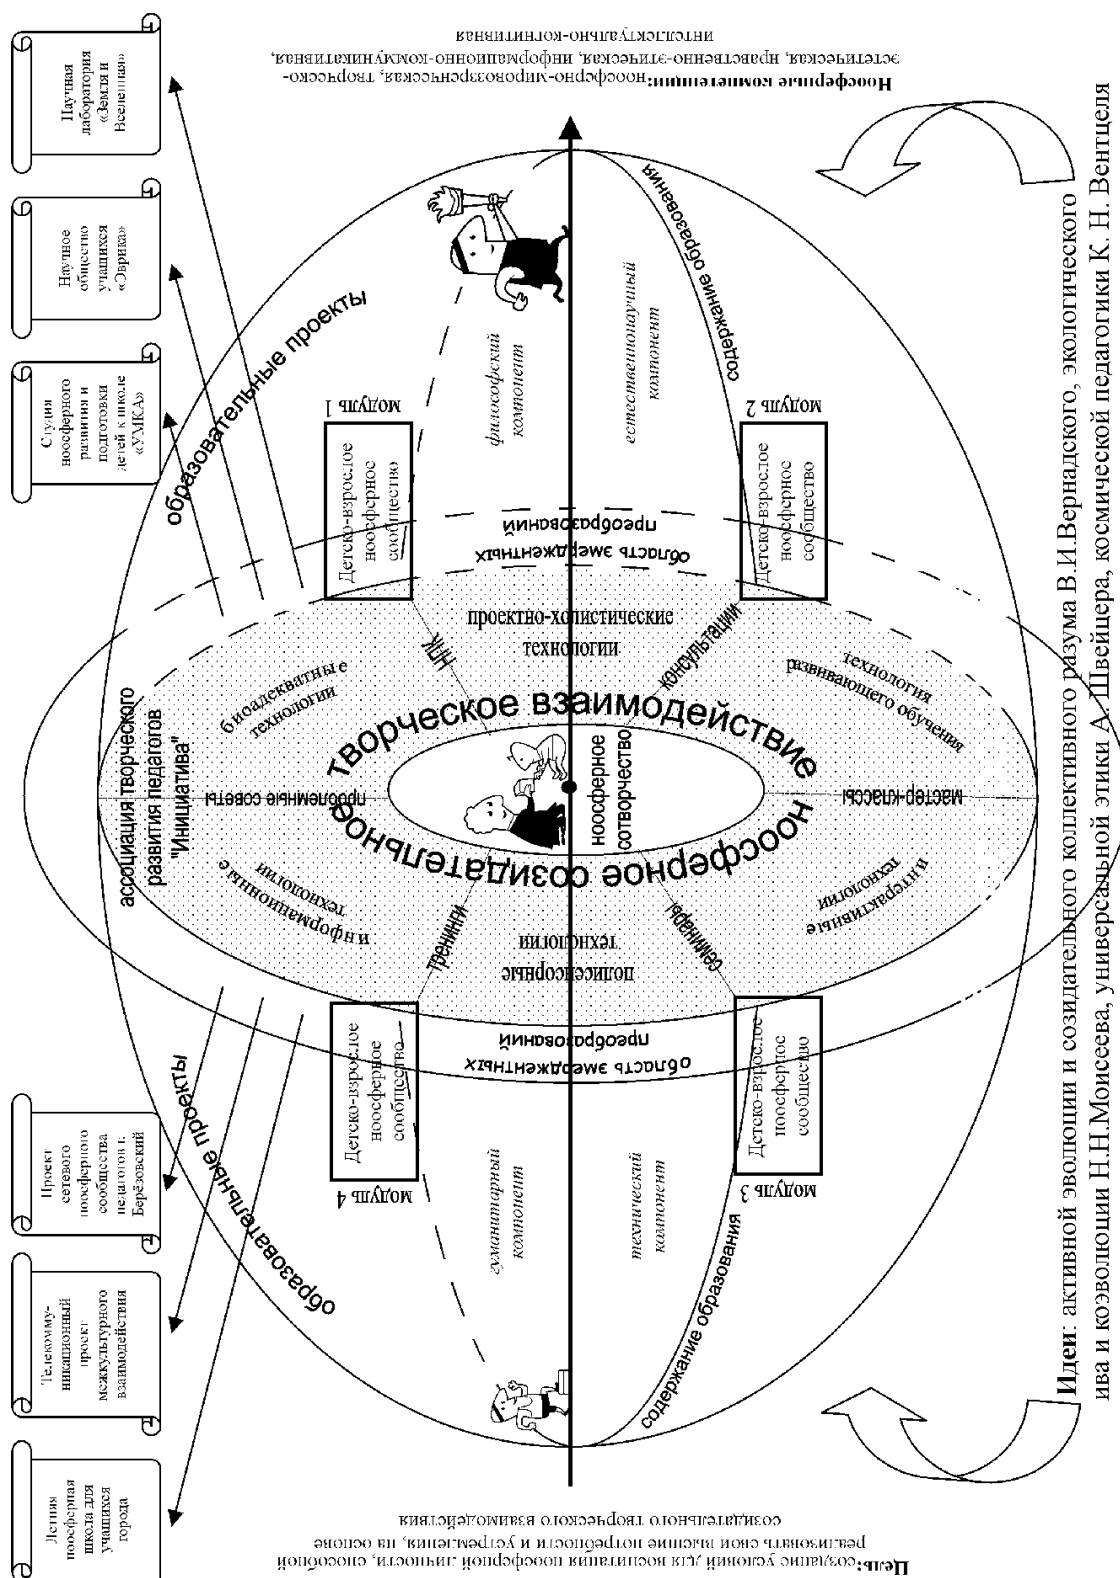 Летняя
ноосферная
школа для
учащихся
города
Телекомму-
никационный
проект
межкультурного
взаимодействия
Проект
сетевого
ноосферного
сообщества
педагогов г.
Берёзовский
Студия
ноосферного
развития и
подготовки
детей к школе
«УМКА»
Научное
общество
учащихся
«Эврика»
Научная
лаборатория
«Земля и
Вселенная»
образовательные проекты
образовательные проекты
ассоциация творческого
развития педагогов
"Инициатива"
Цель: создание условий для воспитания ноосферной личности, способной
реализовать свои высшие потребности и устремления, на основе
созидательного творческого взаимодействия
Ноосферные компетенции: ноосферно-мировоззренческая, творческо-
эстетическая, нравственно-этическая, информационно-коммуникативная,
интеллектуально-когнитивная
модуль 4
Детско-взрослое
ноосферное
сообщество
модуль 1
Детско-взрослое
ноосферное
сообщество
гуманитарный
компонент
философский
компонент
область эмерджентных
преобразований
область эмерджентных
преобразований
информационные
технологии
проблемные советы
биоадекватные
технологии
тренинги
НПК
полисенсорные
технологии
проектно-холистические
технологии
ноосферное созидательное
творческое взаимодействие
ноосферное
сотворчество
семинары
консультации
интерактивные
технологии
мастер-классы
технология
развивающего обучения
технический
компонент
естественнонаучный
компонент
модуль 3
Детско-взрослое
ноосферное
сообщество
модуль 2
Детско-взрослое
ноосферное
сообщество
содержание образования
содержание образования
Идеи: активной эволюции и созидательного коллективного разума В.И.Вернадского, экологического
ива и коэволюции Н.Н.Моисеева, универсальной этики А. Швейцера, космической педагогики К. Н. Вентцеля